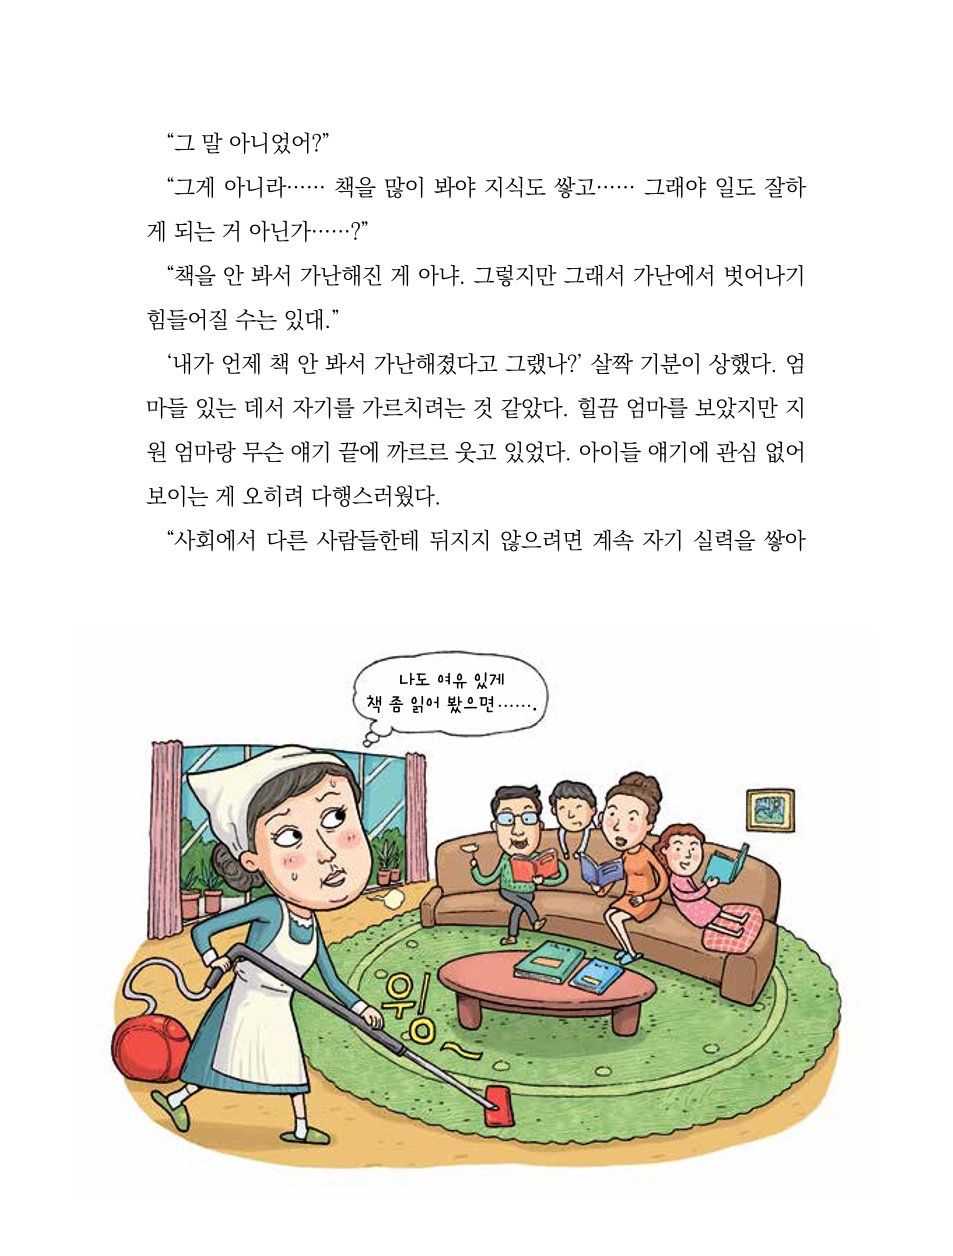 “그 말 아니었어?”
“그게 아니라…… 책을 많이 봐야 지식도 쌓고…… 그래야 일도 잘하
게 되는 거 아닌가……?”
“책을 안 봐서 가난해진 게 아냐. 그렇지만 그래서 가난에서 벗어나기
힘들어질 수는 있대.”
‘내가 언제 책 안 봐서 가난해졌다고 그랬나?’ 살짝 기분이 상했다. 엄
마들 있는 데서 자기를 가르치려는 것 같았다. 힐끔 엄마를 보았지만 지
원 엄마랑 무슨 얘기 끝에 까르르 웃고 있었다. 아이들 얘기에 관심 없어
보이는 게 오히려 다행스러웠다.
“사회에서 다른 사람들한테 뒤지지 않으려면 계속 자기 실력을 쌓아
나도 여유 있게
책 좀 읽어 봤으면…….
위잉~